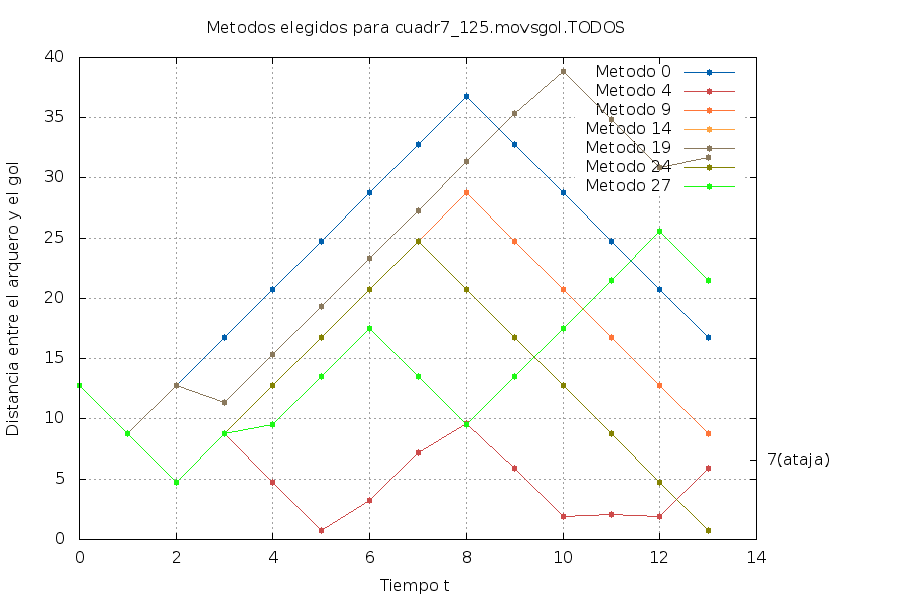 Metodos elegidos para cuadr7_125.movsgol.TODOS
Distancia entre el arquero y el gol
40
35
30
25
20
15
10
5
0
Metodo 0
Metodo 4
Metodo 9
Metodo 14
Metodo 19
Metodo 24
Metodo 27
7(ataja)
0 2 4 6 8 10 12 14
Tiempo t